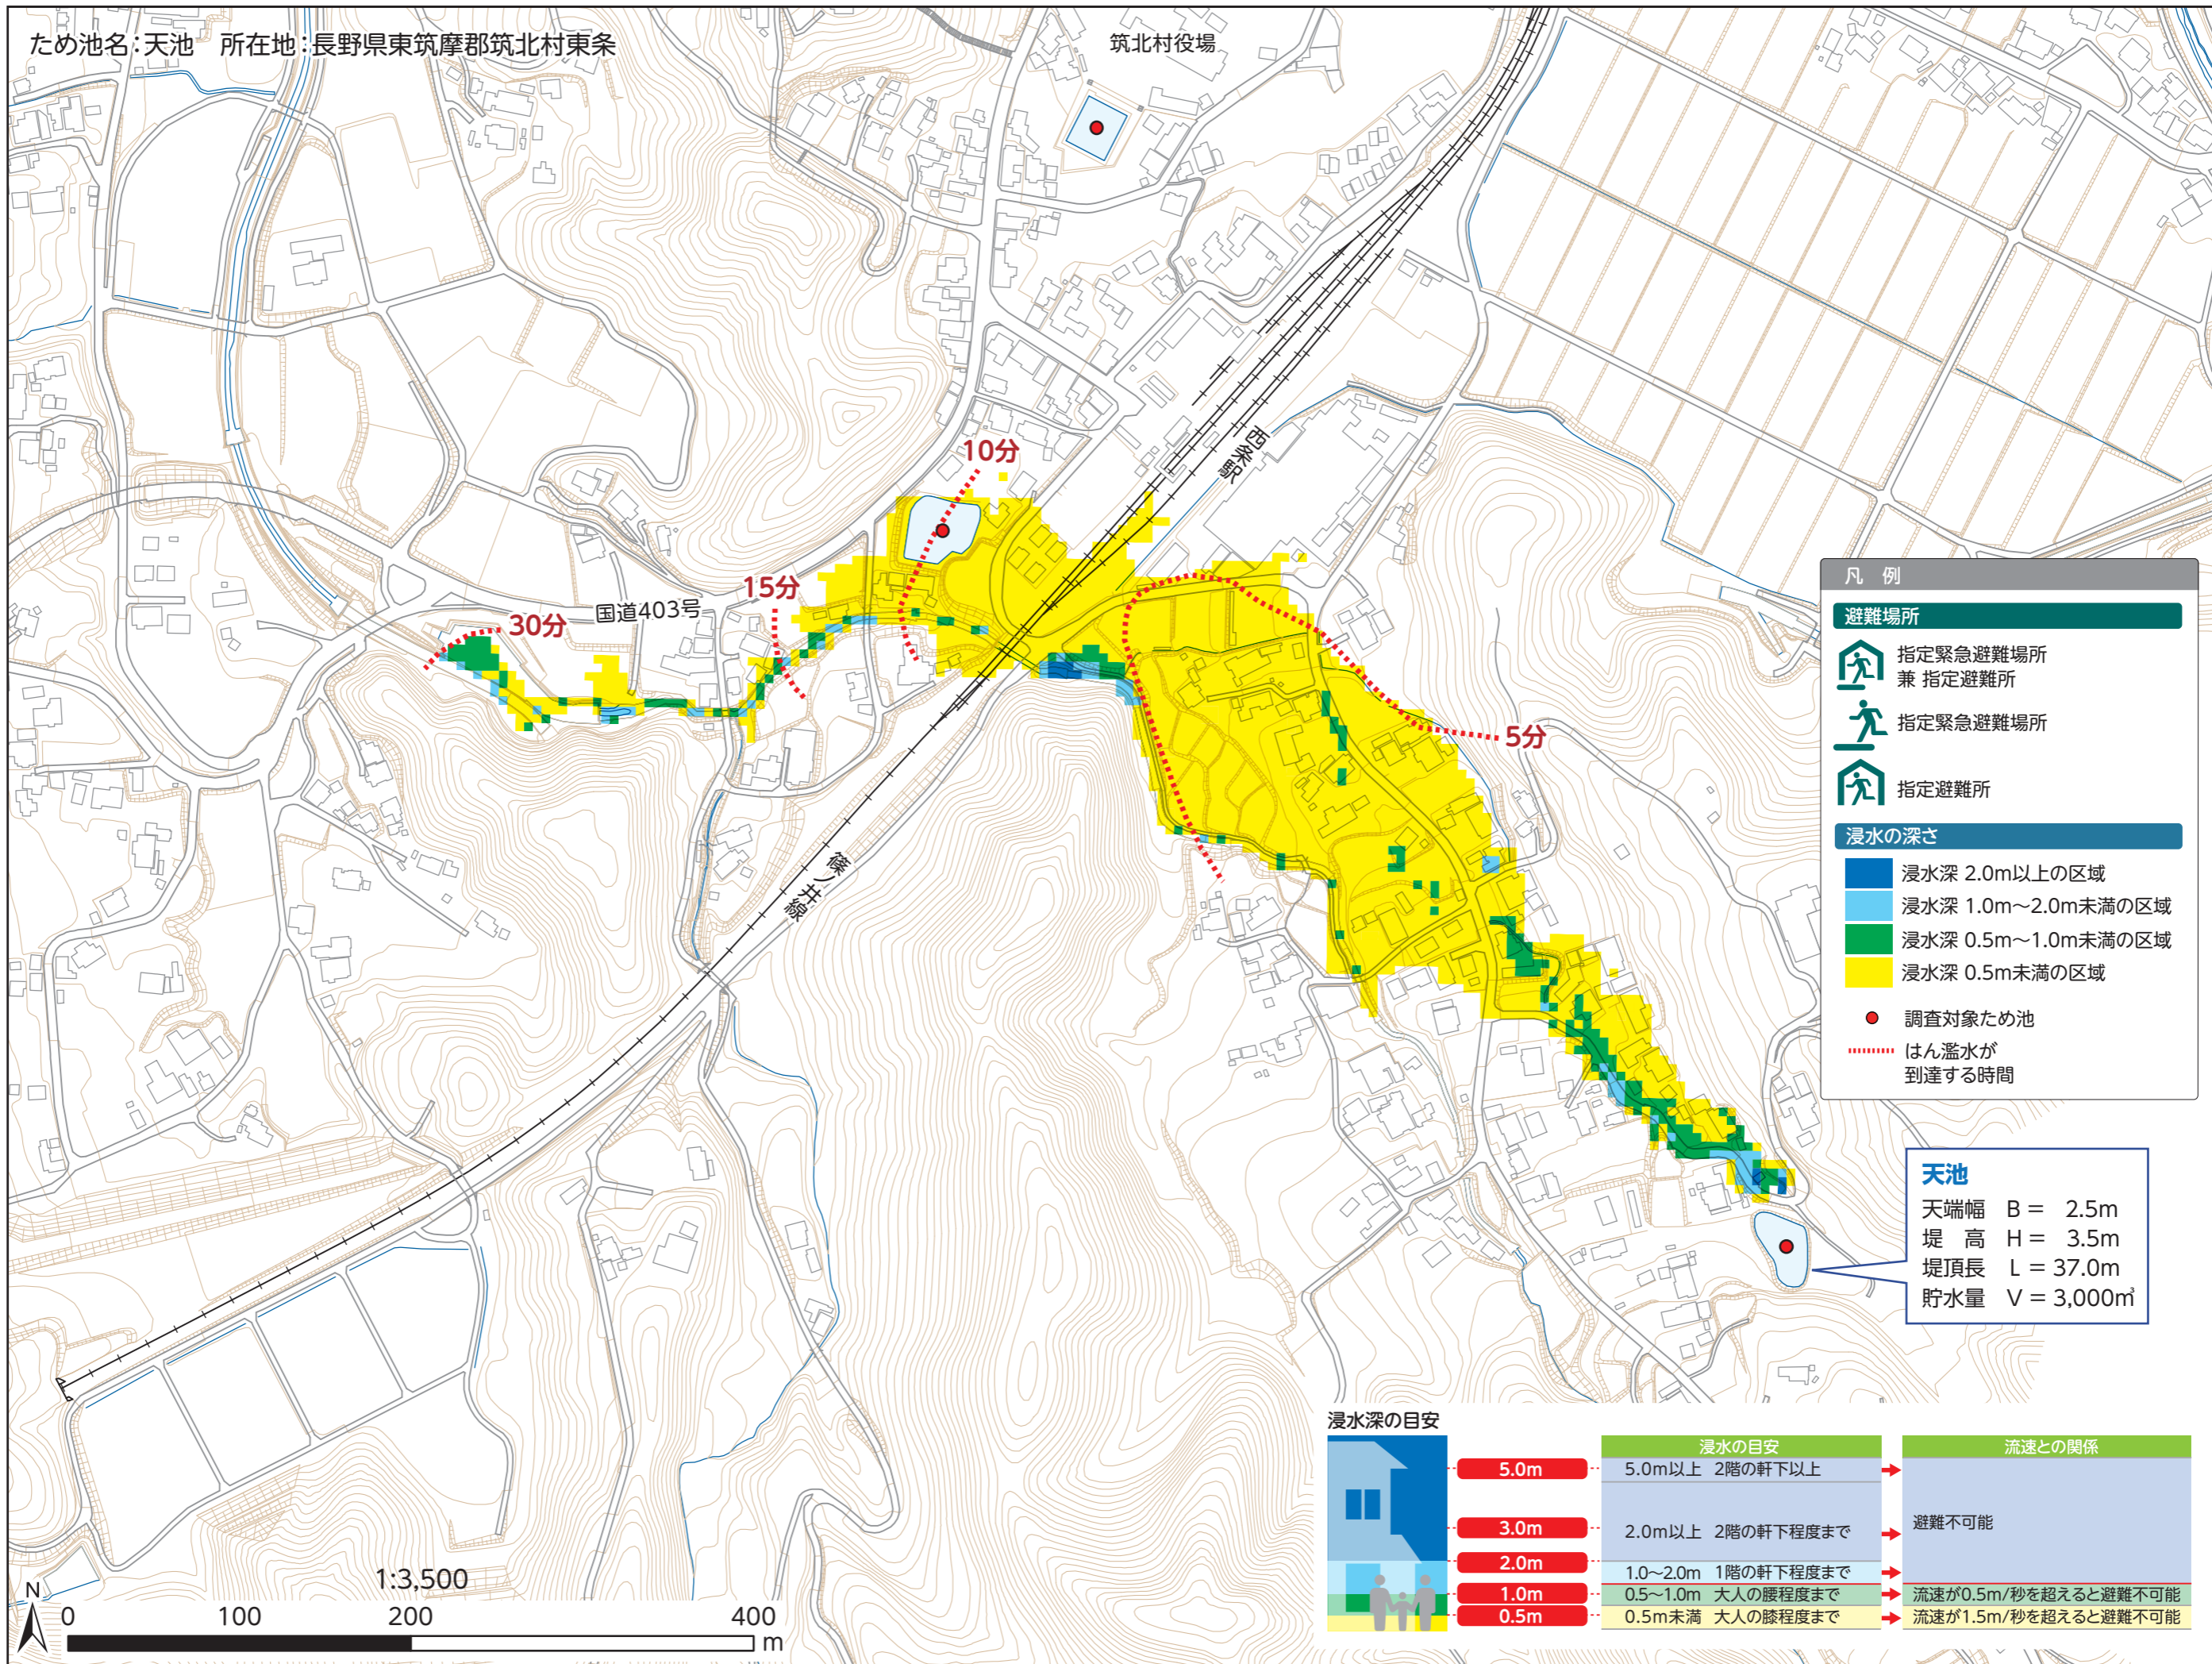 ため池名：天池　所在地：長野県東筑摩郡筑北村東条
筑北村役場
西条駅
10分
15分
国道403号
30分
5分
篠ノ井線
凡 例
避難場所
指定緊急避難場所
兼 指定避難所
指定緊急避難場所
指定避難所
浸水の深さ
浸水深 2.0m以上の区域
浸水深 1.0m～2.0m未満の区域
浸水深 0.5m～1.0m未満の区域
浸水深 0.5m未満の区域
調査対象ため池
はん濫水が
到達する時間
天池
天端幅 B = 2.5m
堤 高 H = 3.5m
堤頂長 L = 37.0m
貯水量 V = 3,000㎥
浸水深の目安
浸水の目安 流速との関係
5.0m 5.0m以上 2階の軒下以上
3.0m 2.0m以上 2階の軒下程度まで 避難不可能
2.0m 1.0～2.0m 1階の軒下程度まで
1.0m 0.5～1.0m 大人の腰程度まで 流速が0.5m/秒を超えると避難不可能
0.5m 0.5m未満 大人の膝程度まで 流速が1.5m/秒を超えると避難不可能
1:3,500
N
0 100 200 400
m